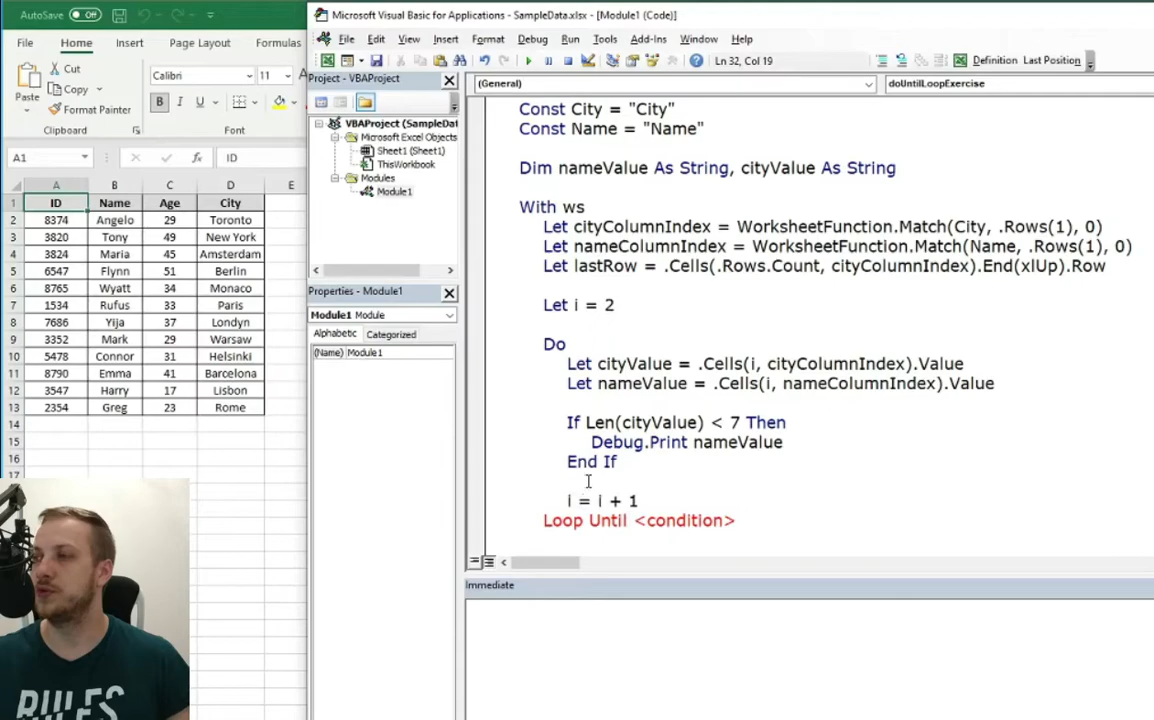 AutoSave Off
Microsoft Visual Basic for Applications - SampleData.xlsx - [Module1 (Code)]
File Home Insert Page Layout Formulas
File Edit View Insert Format Debug Run Tools Add-Ins Window Help
Cut
Copy
Format Painter
Paste
Clipboard
Calibri 11
B I U
Font
Ln 32, Col 19
Definition Last Position
Project - VBAProject
(General) doUntilLoopExercise
VBAProject (SampleDat
Microsoft Excel Objects
Sheet1 (Sheet1)
ThisWorkbook
Modules
Module1
A1 fx ID
A B C D E
1 ID Name Age City
2 8374 Angelo 29 Toronto
3 3820 Tony 49 New York
4 3824 Maria 45 Amsterdam
5 6547 Flynn 51 Berlin
6 8765 Wyatt 34 Monaco
7 1534 Rufus 33 Paris
8 7686 Yija 37 Londyn
9 3352 Mark 29 Warsaw
10 5478 Connor 31 Helsinki
11 8790 Emma 41 Barcelona
12 3547 Harry 17 Lisbon
13 2354 Greg 23 Rome
14
15
16
17
Properties - Module1
Module1 Module
Alphabetic Categorized
(Name) Module1
Const City = "City"
Const Name = "Name"
Dim nameValue As String, cityValue As String
With ws
Let cityColumnIndex = WorksheetFunction.Match(City, .Rows(1), 0)
Let nameColumnIndex = WorksheetFunction.Match(Name, .Rows(1), 0)
Let lastRow = .Cells(.Rows.Count, cityColumnIndex).End(xlUp).Row
Let i = 2
Do
Let cityValue = .Cells(i, cityColumnIndex).Value
Let nameValue = .Cells(i, nameColumnIndex).Value
If Len(cityValue) < 7 Then
Debug.Print nameValue
End If
i = i + 1
Loop Until <condition>
Immediate
RULES